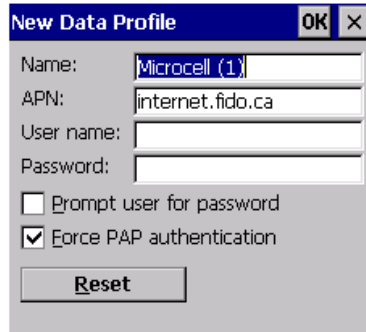 New Data Profile OK
Name: Microcell (1)
APN: internet.fido.ca
User name:
Password:
Prompt user for password
Force PAP authentication
Reset